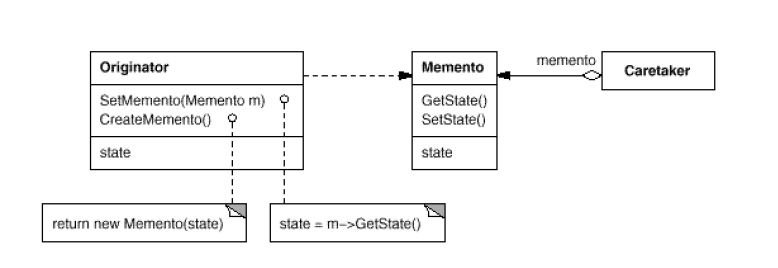 Originator
SetMemento(Memento m)
CreateMemento()
state
Memento
GetState()
SetState()
state
memento
Caretaker
return new Memento(state)
state = m->GetState()